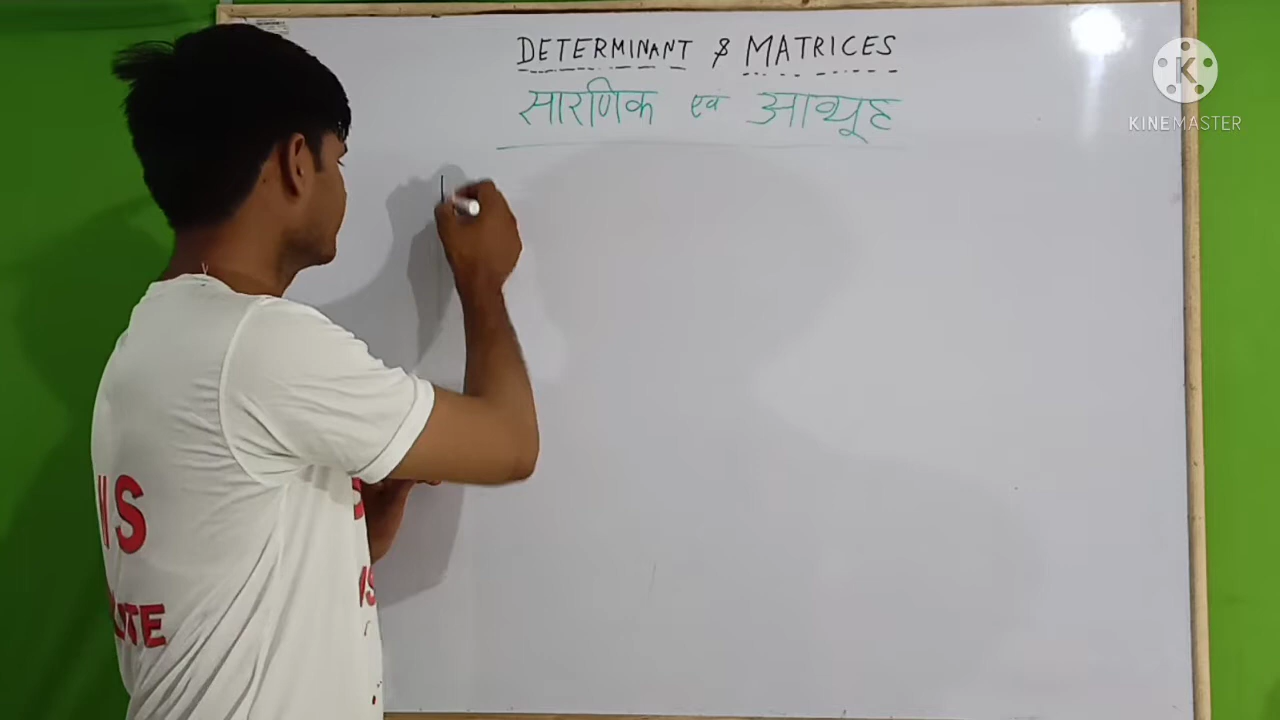 DETERMINANT & MATRICES
सारणिक एवं आव्यूह
K
KINEMASTER